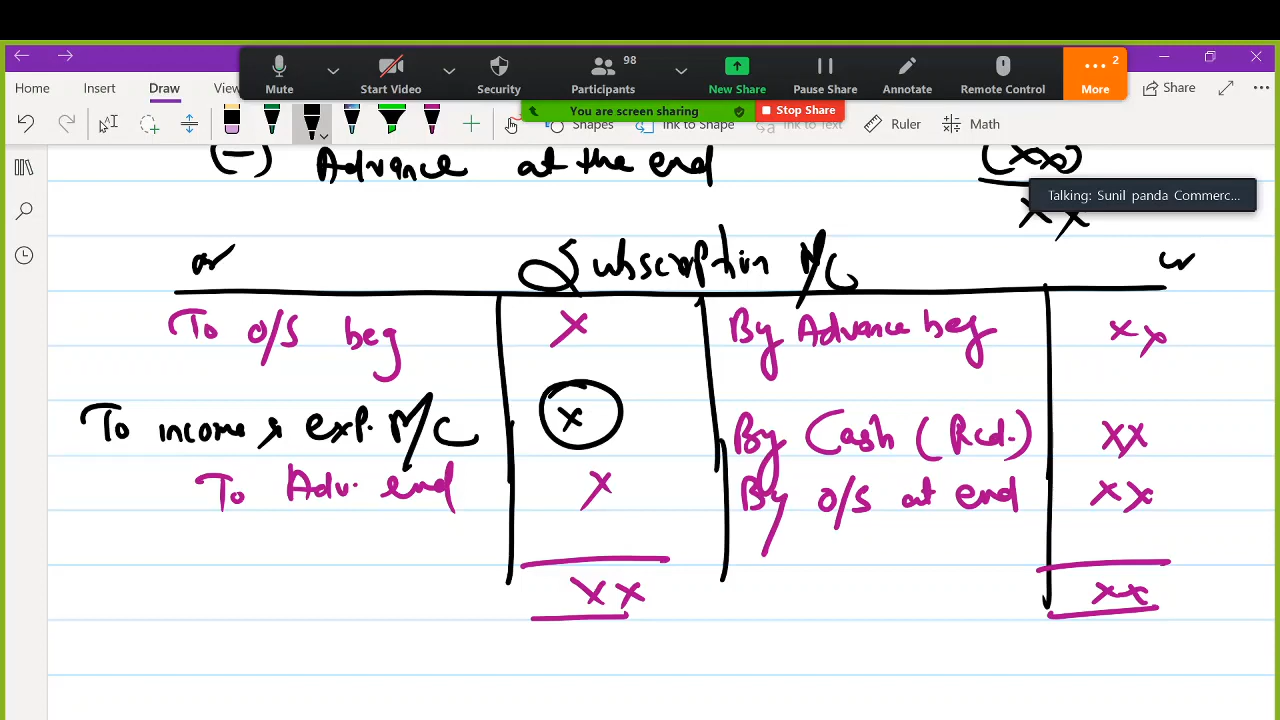 98
2
Mute
Start Video
Security
Participants
New Share
Pause Share
Annotate
Remote Control
More
You are screen sharing
Stop Share
Home
Insert
Draw
View
Share
Shapes
Ink to Shape
Ink to Text
Ruler
Math
Talking: Sunil panda Commerc...
(-) Advance at the end (xx)
xx
dr Subscription A/C cr
To O/S beg x By Advance beg xx
To income & exp. A/C x By Cash (Rcd.) xx
To Adv. end x By O/S at end xx
xx xx